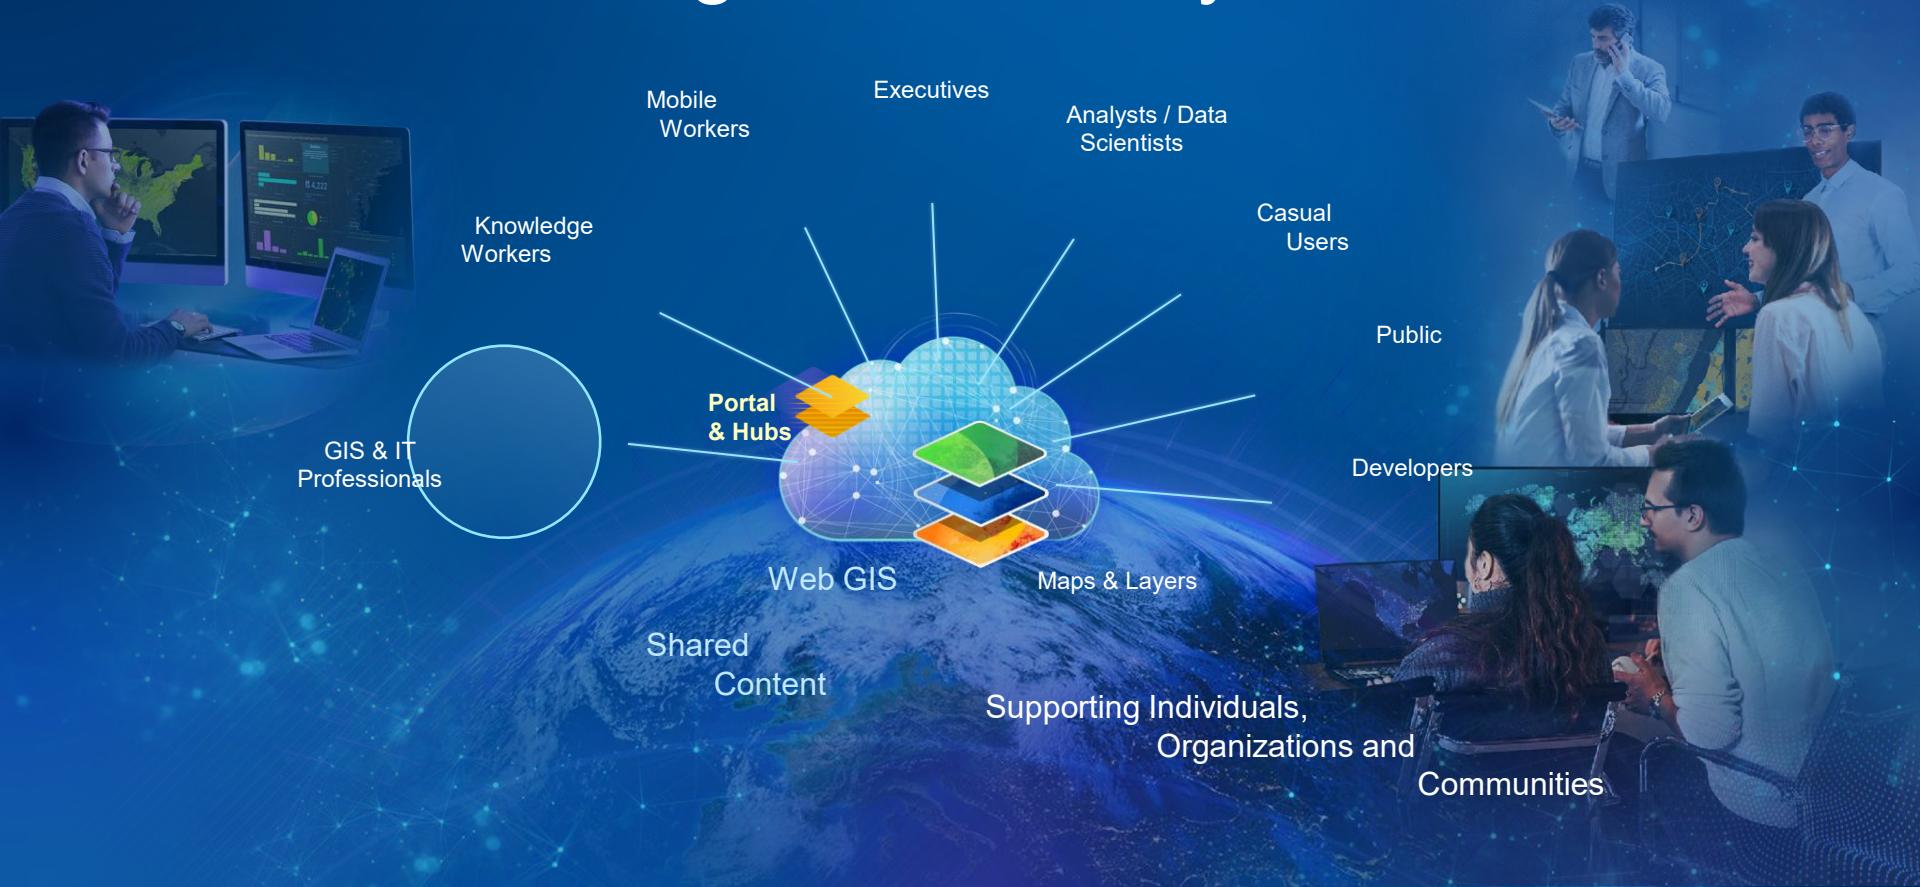 Mobile
Workers
Executives
Analysts / Data
Scientists
Knowledge
Workers
Casual
Users
Public
Portal
& Hubs
GIS & IT
Professionals
Developers
Web GIS
Maps & Layers
Shared
Content
Supporting Individuals,
Organizations and
Communities